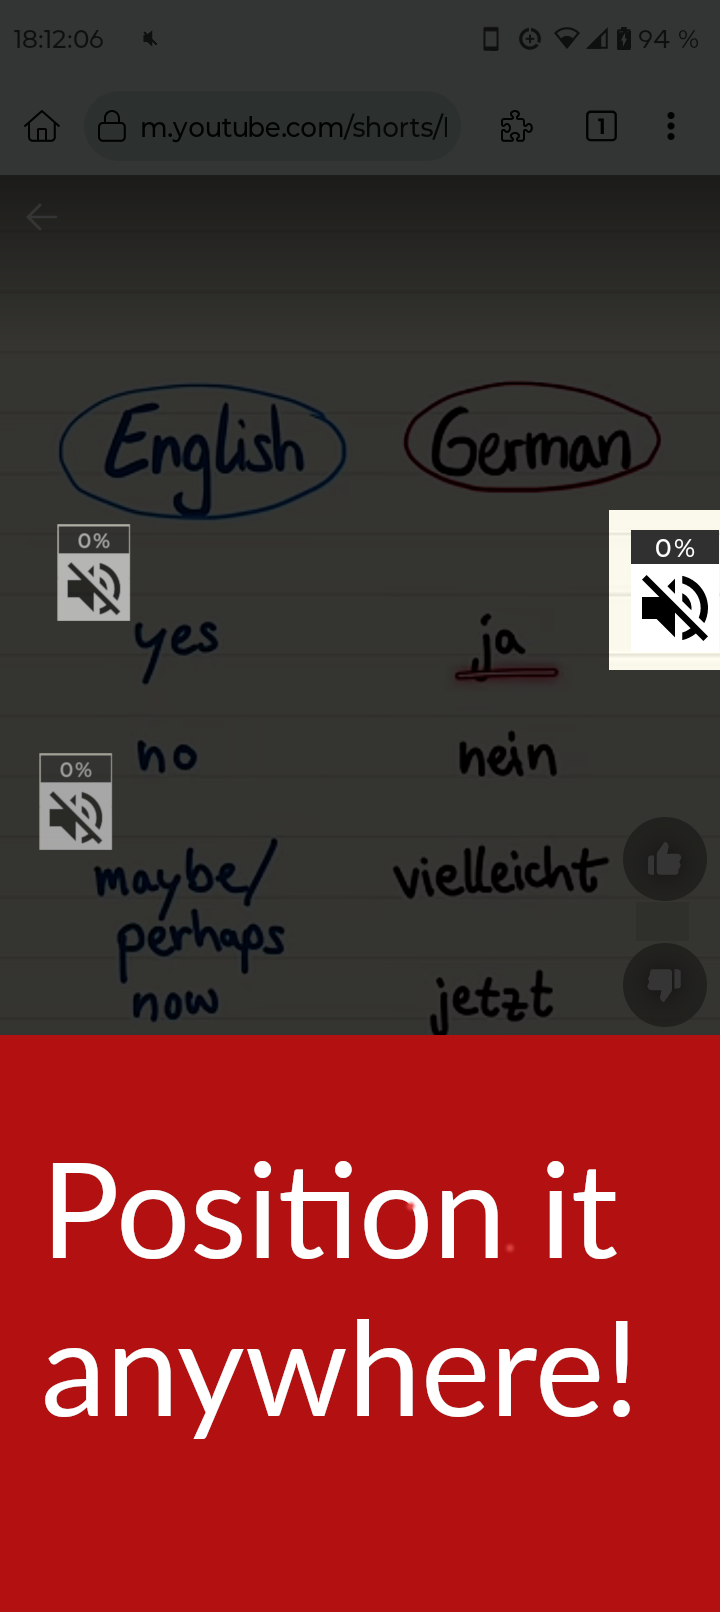 18:12:06 94 %
m.youtube.com/shorts/
1
English German
0%
0%
yes ja
no nein
0%
maybe/ vielleicht
perhaps
now jetzt
Position it
anywhere!